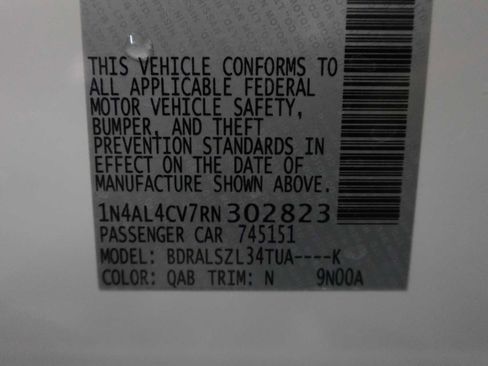 THIS VEHICLE CONFORMS TO
ALL APPLICABLE FEDERAL
MOTOR VEHICLE SAFETY,
BUMPER, AND THEFT
PREVENTION STANDARDS IN
EFFECT ON THE DATE OF
MANUFACTURE SHOWN ABOVE.
1N4AL4CV7RN302823
PASSENGER CAR 745151
MODEL: BDRALSZL34TUA----K
COLOR: QAB TRIM: N 9N00A